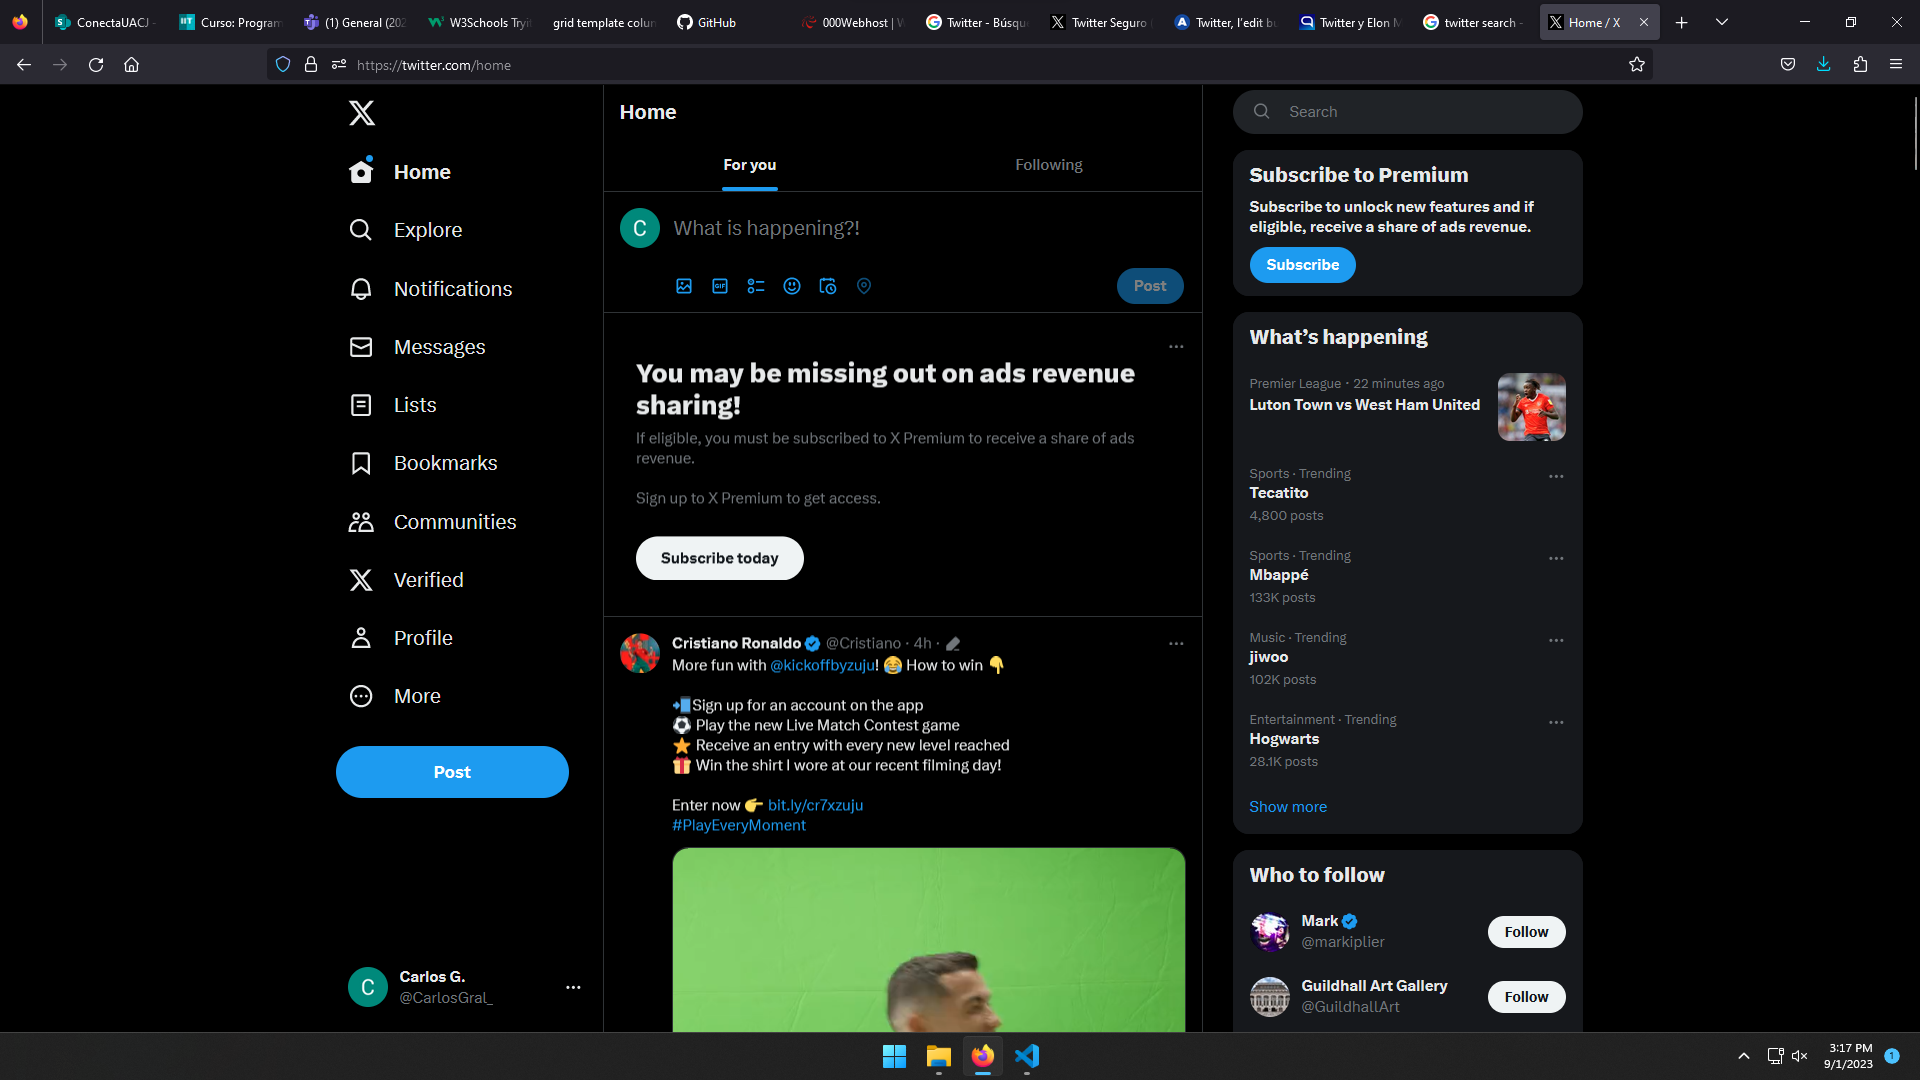 ConectaUACJ -
Curso: Program
(1) General (202
W3Schools Tryi
grid template colun
GitHub
000Webhost | W
Twitter - Búsqu
Twitter Seguro (
Twitter, l'edit bu
Twitter y Elon M
twitter search -
Home / X
https://twitter.com/home
Home
Explore
Notifications
Messages
Lists
Bookmarks
Communities
Verified
Profile
More
Post
Carlos G.
@CarlosGral_
Home
For you
Following
C
What is happening?!
GIF
Post
You may be missing out on ads revenue
sharing!
If eligible, you must be subscribed to X Premium to receive a share of ads
revenue.
Sign up to X Premium to get access.
Subscribe today
Cristiano Ronaldo @Cristiano · 4h ·
More fun with @kickoffbyzuju! 😂 How to win 👇
📲Sign up for an account on the app
⚽ Play the new Live Match Contest game
⭐ Receive an entry with every new level reached
🎁 Win the shirt I wore at our recent filming day!
Enter now 👉 bit.ly/cr7xzuju
#PlayEveryMoment
Search
Subscribe to Premium
Subscribe to unlock new features and if
eligible, receive a share of ads revenue.
Subscribe
What's happening
Premier League · 22 minutes ago
Luton Town vs West Ham United
Sports · Trending
Tecatito
4,800 posts
Sports · Trending
Mbappé
133K posts
Music · Trending
jiwoo
102K posts
Entertainment · Trending
Hogwarts
28.1K posts
Show more
Who to follow
Mark
@markiplier
Follow
Guildhall Art Gallery
@GuildhallArt
Follow
C
3:17 PM
9/1/2023
1